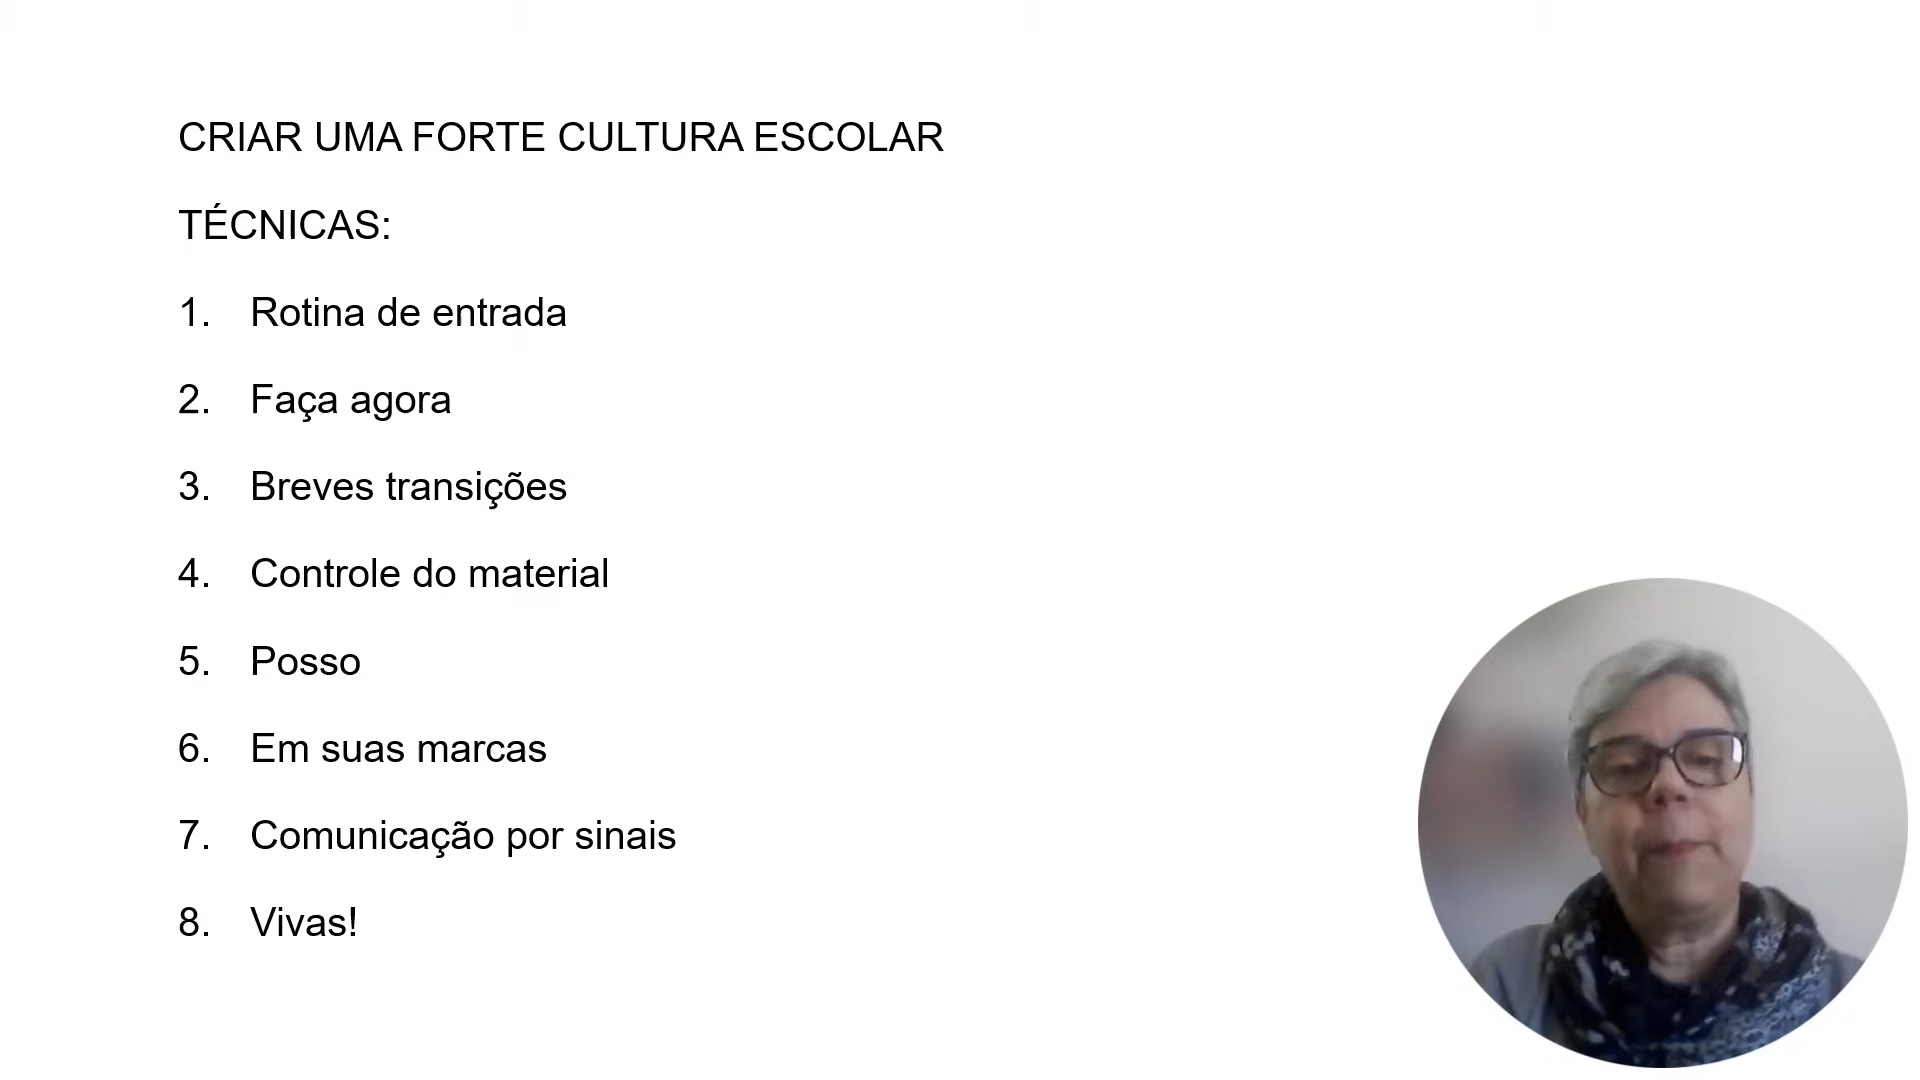 CRIAR UMA FORTE CULTURA ESCOLAR
TÉCNICAS:
1. Rotina de entrada
2. Faça agora
3. Breves transições
4. Controle do material
5. Posso
6. Em suas marcas
7. Comunicação por sinais
8. Vivas!